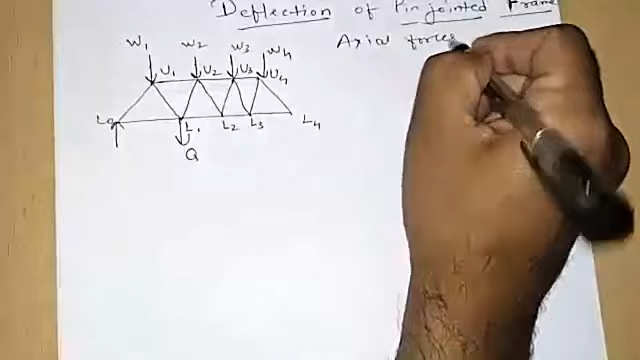 Deflection of Pin jointed Frame
Axial forces
W1 W2 W3 W4
U1 U2 U3 U4
L0 L1 L2 L3 L4
Q